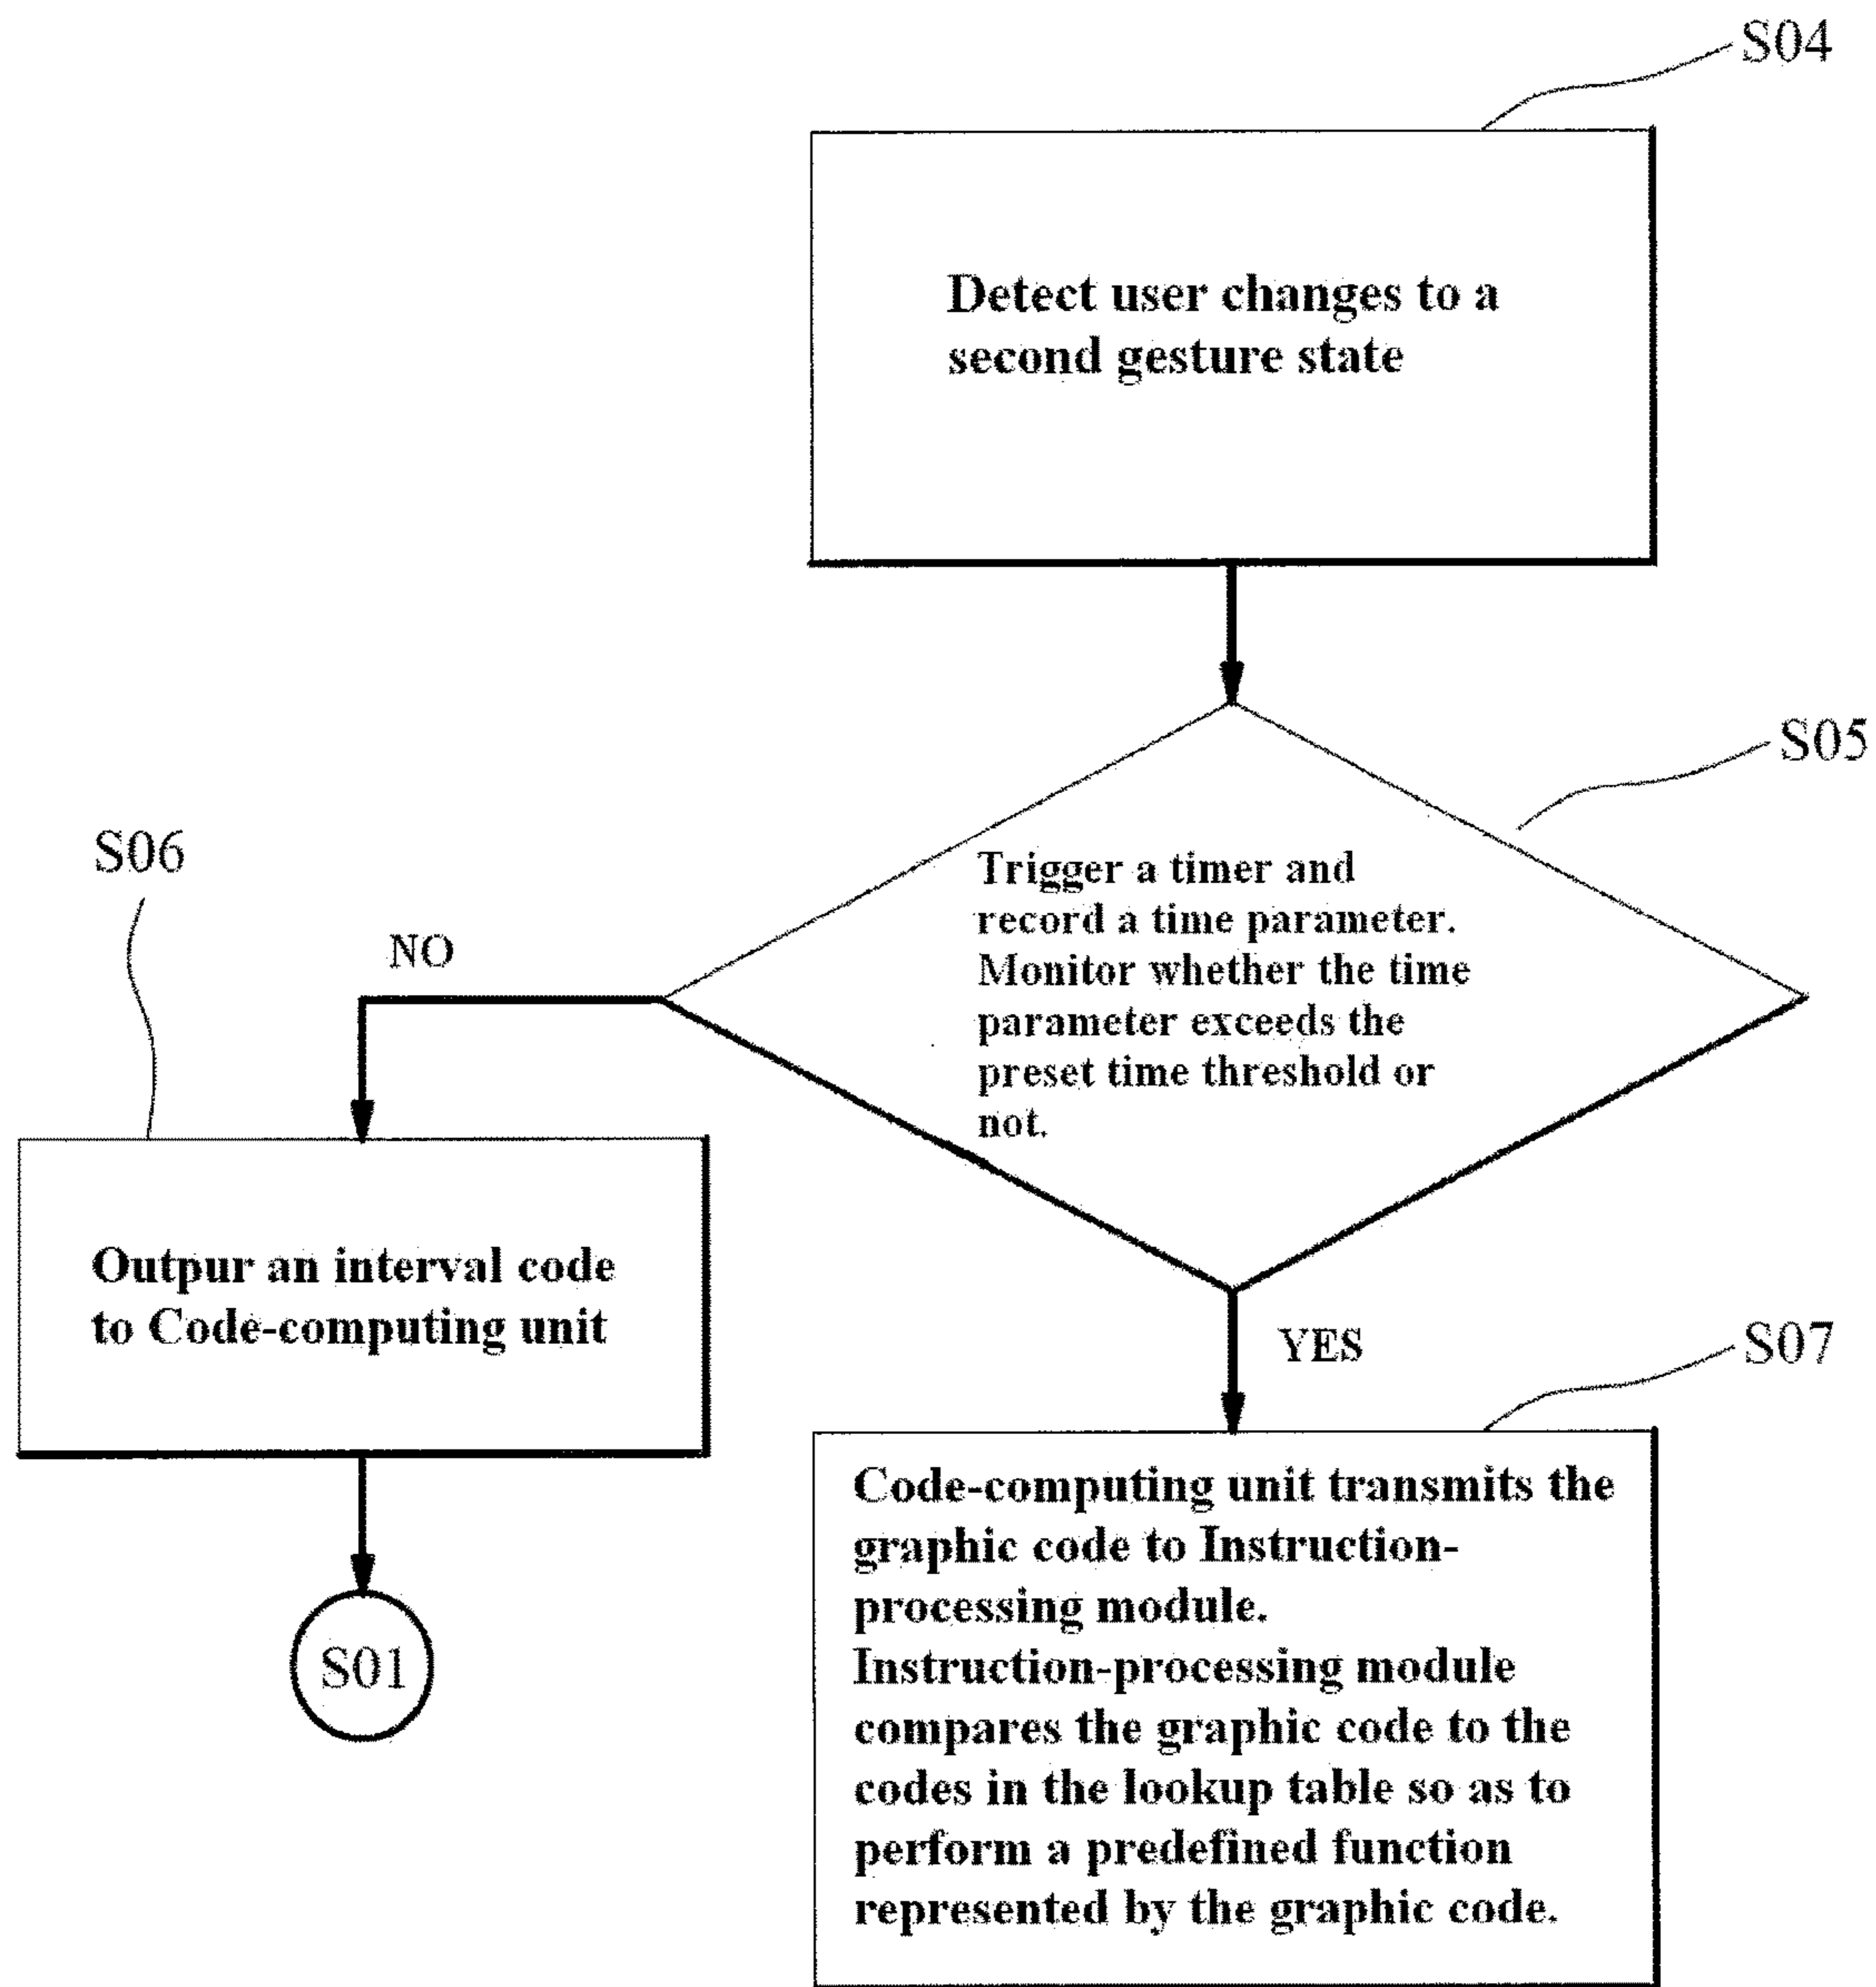 S04
Detect user changes to a
second gesture state
S05
Trigger a timer and
record a time parameter.
Monitor whether the time
parameter exceeds the
preset time threshold or
not.
S06
NO
Outpur an interval code
to Code-computing unit
S01
YES
S07
Code-computing unit transmits the
graphic code to Instruction-
processing module.
Instruction-processing module
compares the graphic code to the
codes in the lookup table so as to
perform a predefined function
represented by the graphic code.